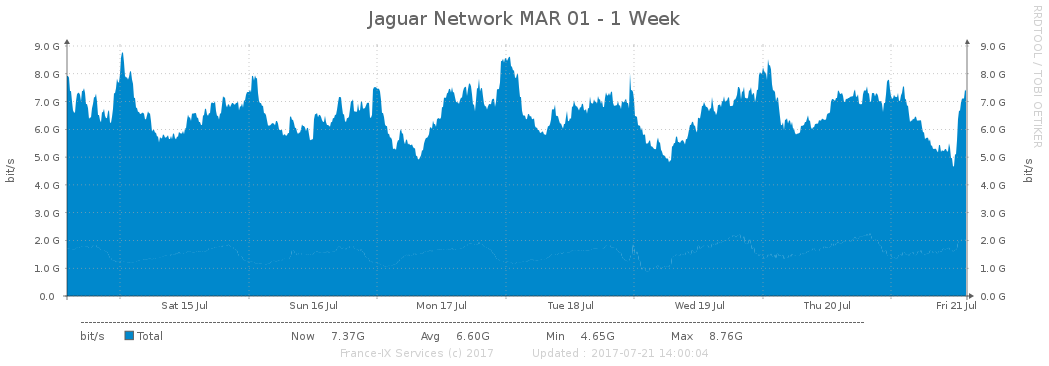 Jaguar Network MAR 01 - 1 Week
RRDTOOL / TOBI OETIKER
9.0 G 9.0 G
8.0 G 8.0 G
7.0 G 7.0 G
6.0 G 6.0 G
5.0 G 5.0 G
4.0 G 4.0 G
3.0 G 3.0 G
2.0 G 2.0 G
1.0 G 1.0 G
0.0 0.0 G
bit/s bit/s
Sat 15 Jul Sun 16 Jul Mon 17 Jul Tue 18 Jul Wed 19 Jul Thu 20 Jul Fri 21 Jul
bit/s Total Now 7.37G Avg 6.60G Min 4.65G Max 8.76G
France-IX Services (c) 2017 Updated : 2017-07-21 14:00:04